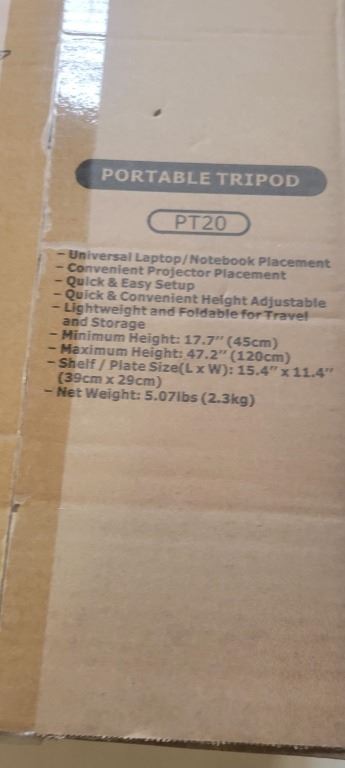 PORTABLE TRIPOD
PT20
- Universal Laptop/Notebook Placement
- Convenient Projector Placement
- Quick & Easy Setup
- Quick & Convenient Height Adjustable
- Lightweight and Foldable for Travel
and Storage
- Minimum Height: 17.7" (45cm)
- Maximum Height: 47.2" (120cm)
- Shelf / Plate Size(L x W): 15.4" x 11.4"
(39cm x 29cm)
- Net Weight: 5.07lbs (2.3kg)